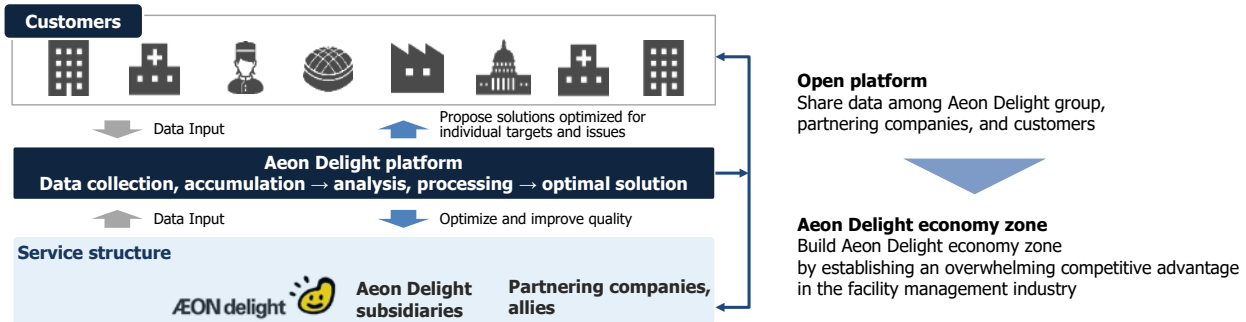 Customers
Data Input
Propose solutions optimized for
individual targets and issues
Aeon Delight platform
Data collection, accumulation → analysis, processing → optimal solution
Data Input
Optimize and improve quality
Service structure
ÆON delight
Aeon Delight
subsidiaries
Partnering companies,
allies
Open platform
Share data among Aeon Delight group,
partnering companies, and customers
Aeon Delight economy zone
Build Aeon Delight economy zone
by establishing an overwhelming competitive advantage
in the facility management industry